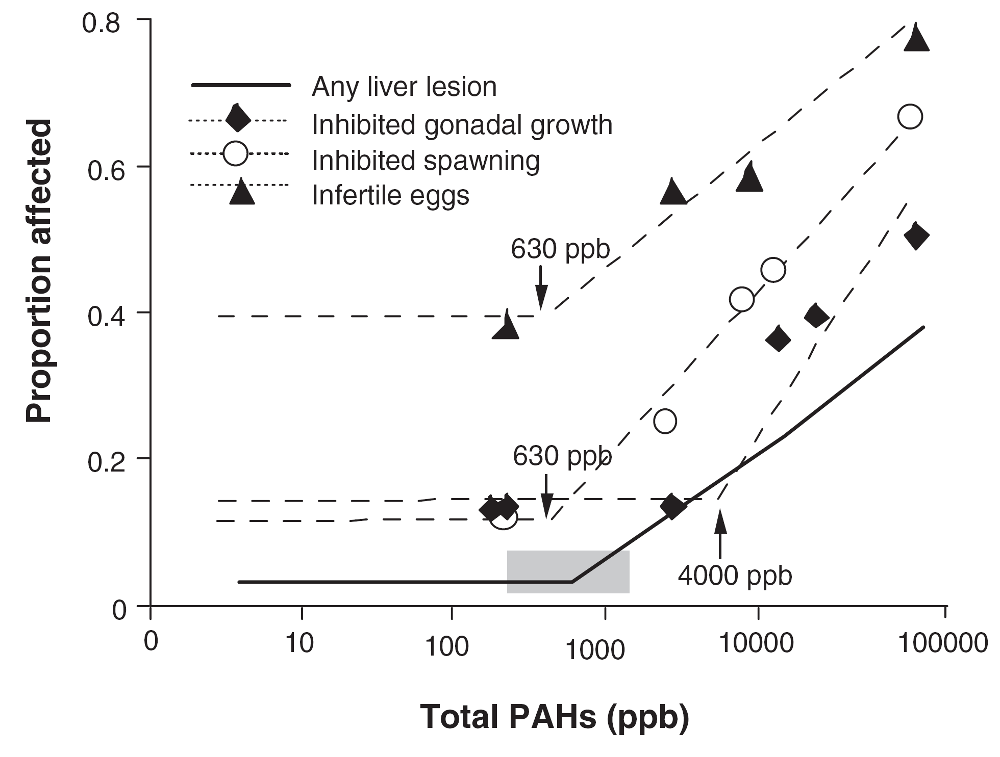 0.8
Any liver lesion
Inhibited gonadal growth
Inhibited spawning
Infertile eggs
0.6
630 ppb
0.4
630 ppb
0.2
4000 ppb
0
0
10
100
1000
10000
100000
Proportion affected
Total PAHs (ppb)